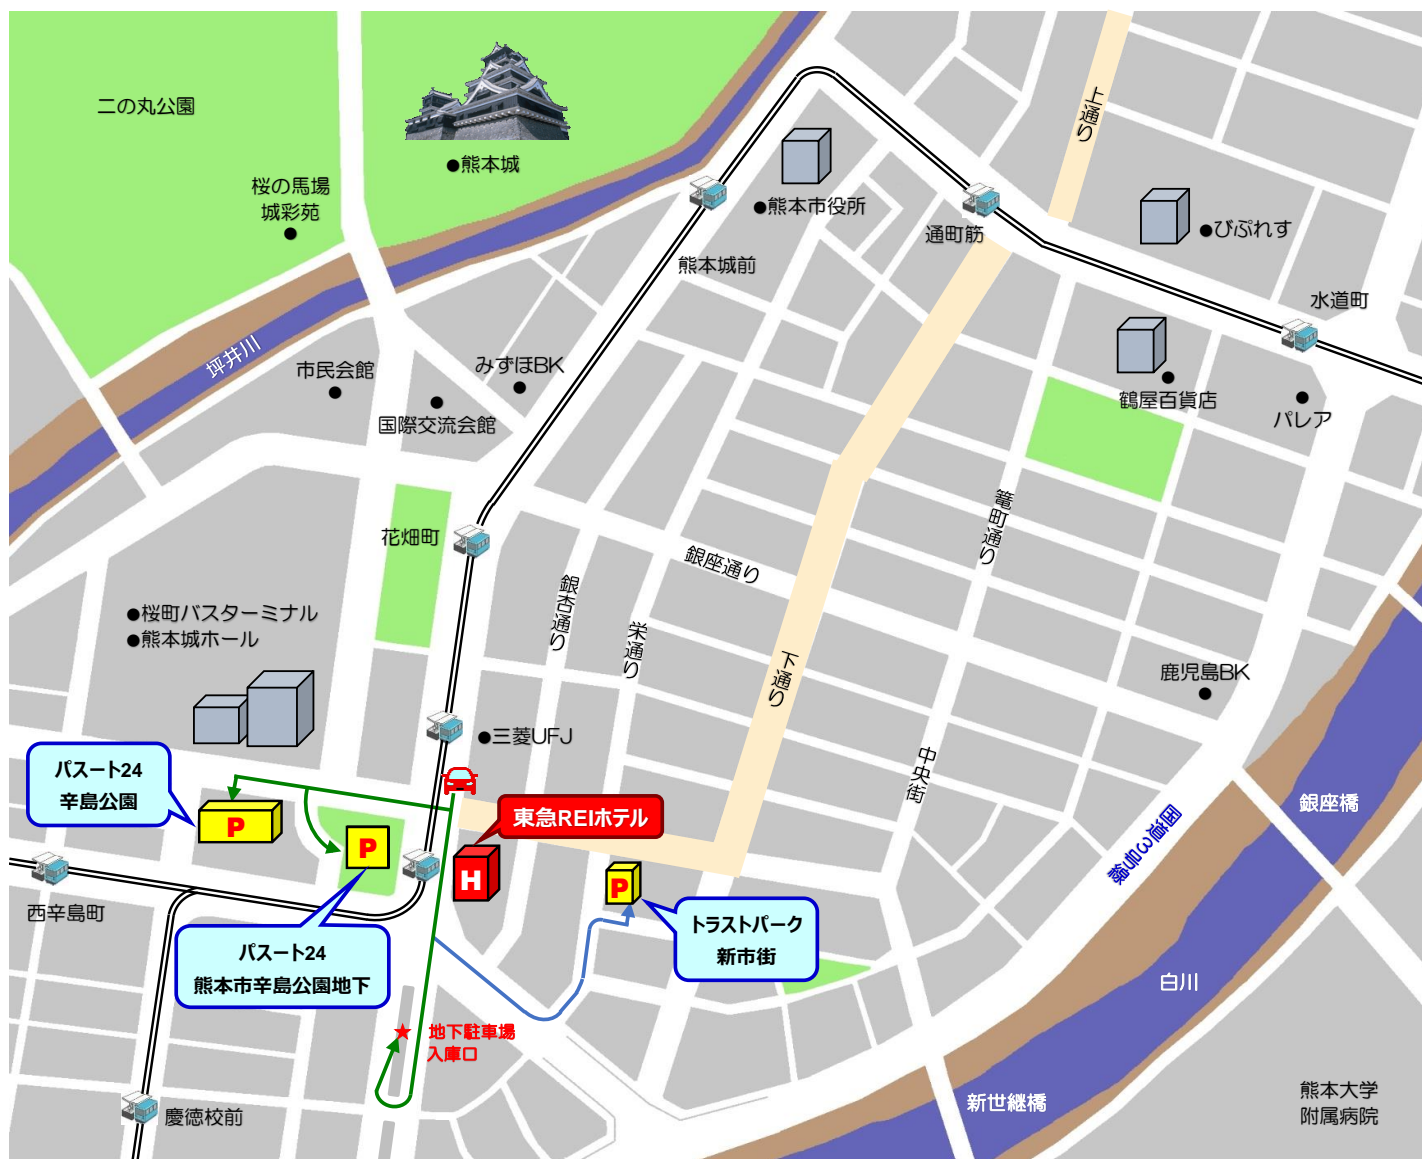 二の丸公園
●熊本城
桜の馬場
城彩苑
●
上通り
●熊本市役所
通町筋
●びぷれす
熊本城前
水道町
坪井川
市民会館
●
みずほBK
●
国際交流会館
●
鶴屋百貨店
●
パレア
●
花畑町
篭町通り
銀座通り
銀杏通り
栄通り
●桜町バスターミナル
●熊本城ホール
下通り
鹿児島BK
●
●三菱UFJ
中央街
パスート24
辛島公園
P
P
東急REIホテル
H
P
銀座橋
国道3号線
西辛島町
パスート24
熊本市辛島公園地下
トラストパーク
新市街
白川
★ 地下駐車場
入庫口
慶徳校前
新世継橋
熊本大学
附属病院